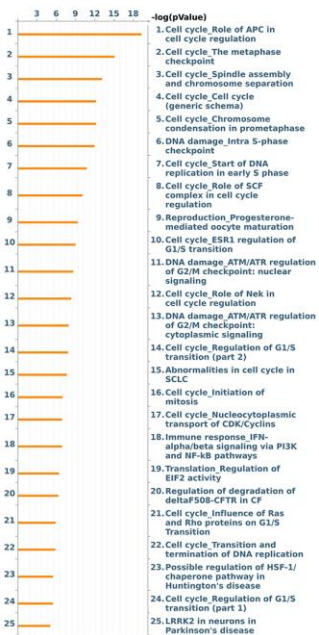 3 6 9 12 15 18 -log(pValue)
1
2
3
4
5
6
7
8
9
10
11
12
13
14
15
16
17
18
19
20
21
22
23
24
25
1.Cell cycle_Role of APC in
cell cycle regulation
2.Cell cycle_The metaphase
checkpoint
3.Cell cycle_Spindle assembly
and chromosome separation
4.Cell cycle_Cell cycle
(generic schema)
5.Cell cycle_Chromosome
condensation in prometaphase
6.DNA damage_Intra S-phase
checkpoint
7.Cell cycle_Start of DNA
replication in early S phase
8.Cell cycle_Role of SCF
complex in cell cycle
regulation
9.Reproduction_Progesterone-
mediated oocyte maturation
10.Cell cycle_ESR1 regulation of
G1/S transition
11.DNA damage_ATM/ATR regulation
of G2/M checkpoint: nuclear
signaling
12.Cell cycle_Role of Nek in
cell cycle regulation
13.DNA damage_ATM/ATR regulation
of G2/M checkpoint:
cytoplasmic signaling
14.Cell cycle_Regulation of G1/S
transition (part 2)
15.Abnormalities in cell cycle in
SCLC
16.Cell cycle_Initiation of
mitosis
17.Cell cycle_Nucleocytoplasmic
transport of CDK/Cyclins
18.Immune response_IFN-
alpha/beta signaling via PI3K
and NF-kB pathways
19.Translation_Regulation of
EIF2 activity
20.Regulation of degradation of
deltaF508-CFTR in CF
21.Cell cycle_Influence of Ras
and Rho proteins on G1/S
Transition
22.Cell cycle_Transition and
termination of DNA replication
23.Possible regulation of HSF-1/
chaperone pathway in
Huntington's disease
24.Cell cycle_Regulation of G1/S
transition (part 1)
25.LRRK2 in neurons in
Parkinson's disease